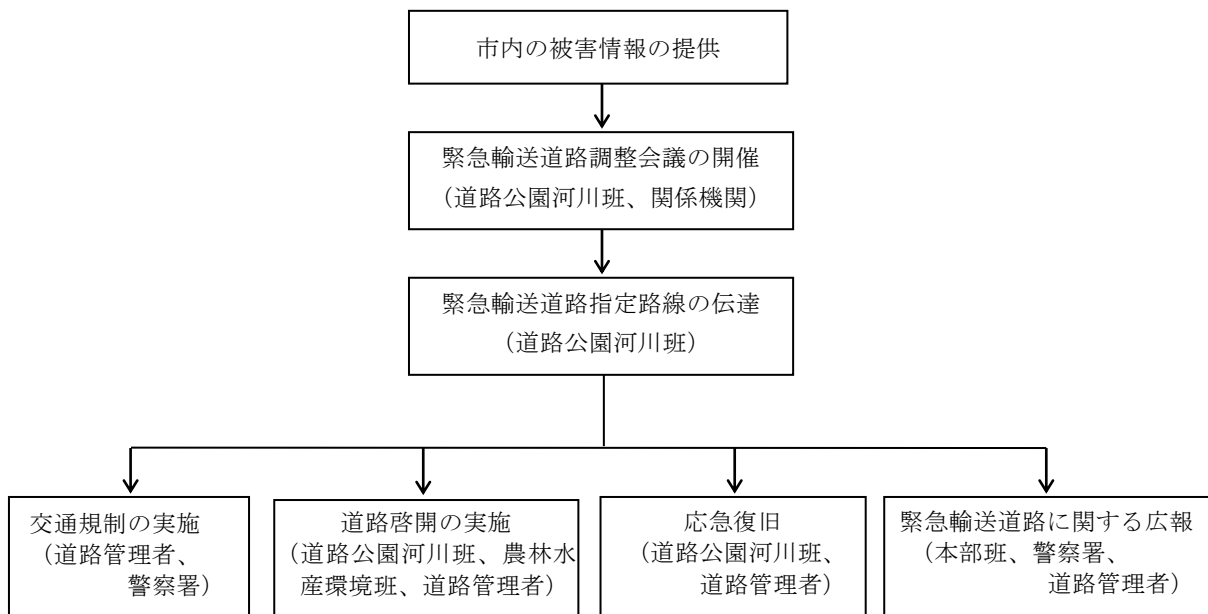 市内の被害情報の提供
緊急輸送道路調整会議の開催
（道路公園河川班、関係機関）
緊急輸送道路指定路線の伝達
（道路公園河川班）
交通規制の実施
（道路管理者、
警察署）
道路啓開の実施
（道路公園河川班、農林水
産環境班、道路管理者）
応急復旧
（道路公園河川班、
道路管理者）
緊急輸送道路に関する広報
（本部班、警察署、
道路管理者）